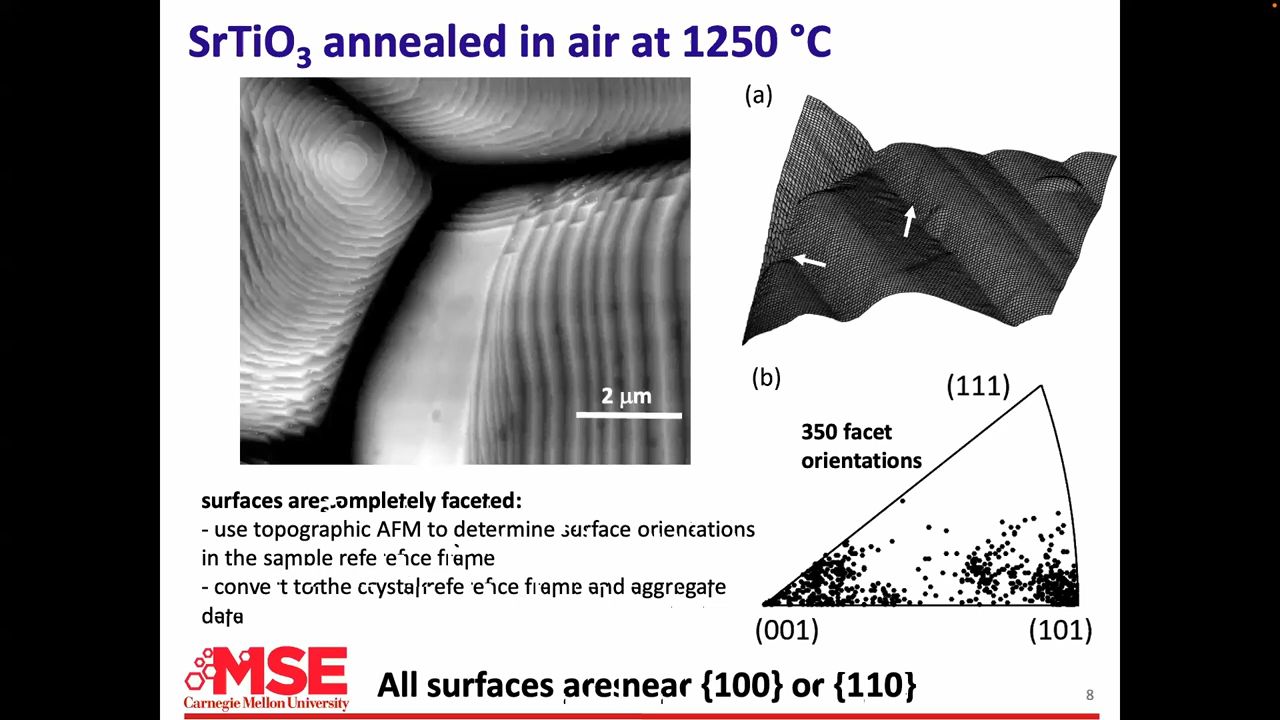 SrTiO₃ annealed in air at 1250 °C
(a)
2 μm
(b)
(111)
350 facet
orientations
(001)
(101)
surfaces are completely faceted:
- use topographic AFM to determine surface orientations
in the sample reference frame
- convert to the crystal reference frame and aggregate
data
MSE
Carnegie Mellon University
All surfaces are near {100} or {110}
8